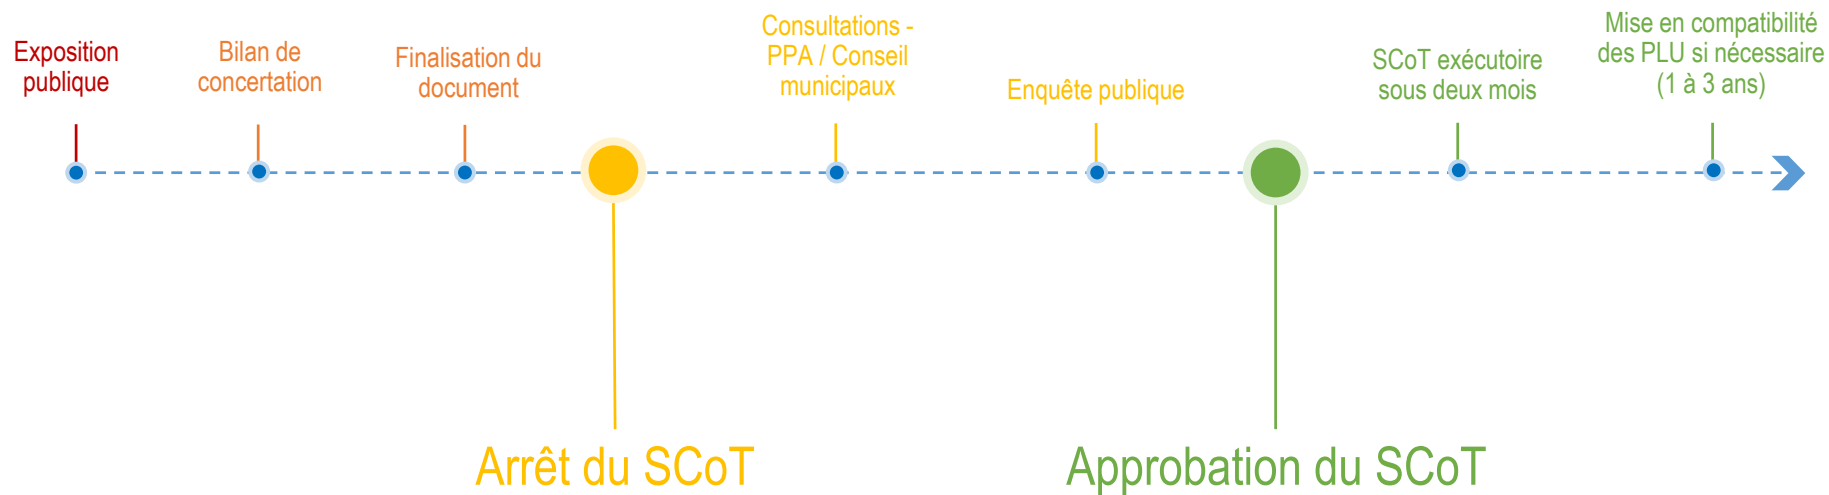 Exposition
publique
Bilan de
concertation
Finalisation du
document
Consultations -
PPA / Conseil
municipaux
Enquête publique
SCoT exécutoire
sous deux mois
Mise en compatibilité
des PLU si nécessaire
(1 à 3 ans)
Arrêt du SCoT
Approbation du SCoT